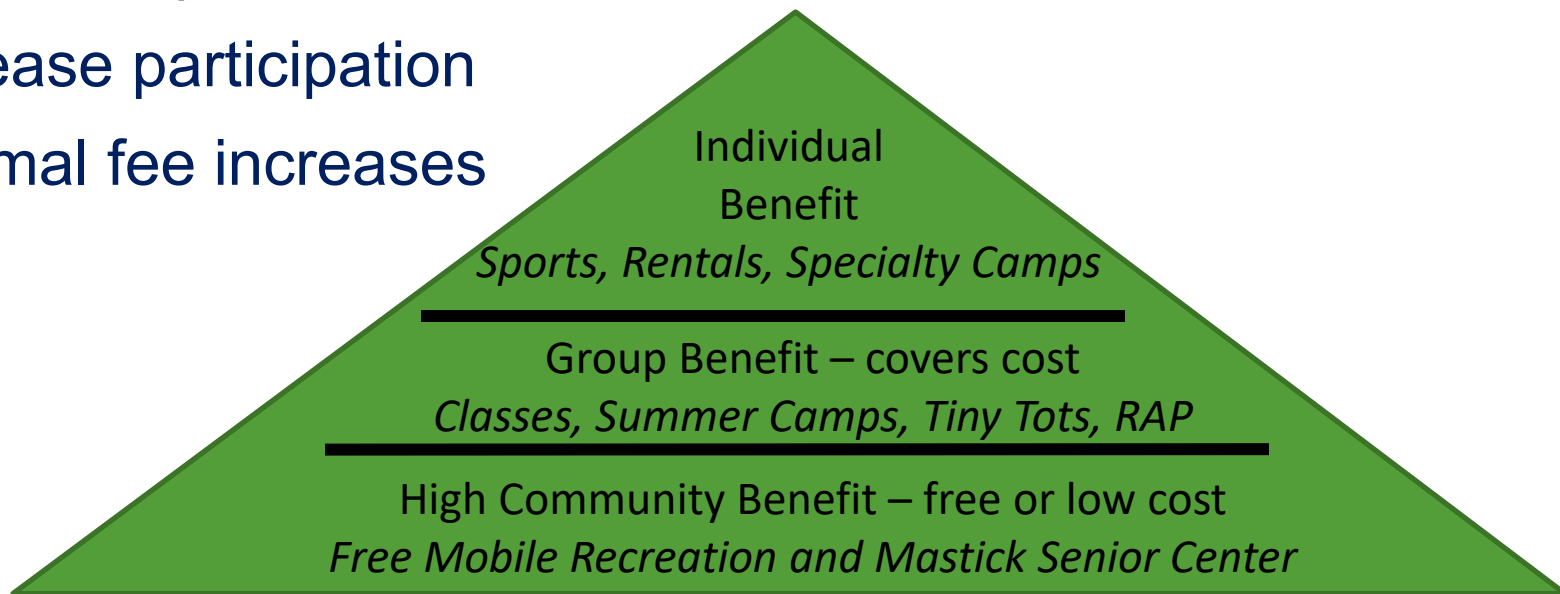 ease participation
mal fee increases
Individual
Benefit
Sports, Rentals, Specialty Camps
Group Benefit – covers cost
Classes, Summer Camps, Tiny Tots, RAP
High Community Benefit – free or low cost
Free Mobile Recreation and Mastick Senior Center